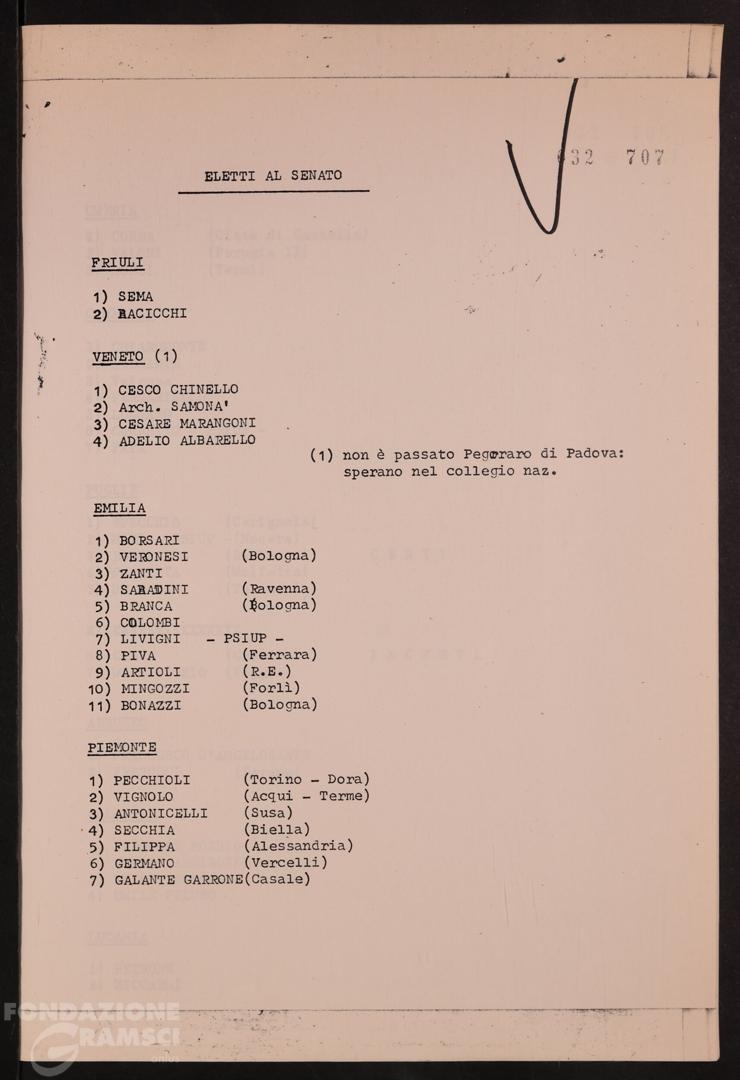 032 707
ELETTI AL SENATO
FRIULI
1) SEMA
2) BACICCHI
VENETO (1)
1) CESCO CHINELLO
2) Arch. SAMONA'
3) CESARE MARANGONI
4) ADELIO ALBARELLO
(1) non è passato Pegoraro di Padova:
sperano nel collegio naz.
EMILIA
1) BORSARI
2) VERONESI (Bologna)
3) ZANTI
4) SABADINI (Ravenna)
5) BRANCA (Bologna)
6) COLOMBI
7) LIVIGNI - PSIUP -
8) PIVA (Ferrara)
9) ARTIOLI (R.E.)
10) MINGOZZI (Forlì)
11) BONAZZI (Bologna)
PIEMONTE
1) PECCHIOLI (Torino - Dora)
2) VIGNOLO (Acqui - Terme)
3) ANTONICELLI (Susa)
4) SECCHIA (Biella)
5) FILIPPA (Alessandria)
6) GERMANO (Vercelli)
7) GALANTE GARRONE(Casale)
FONDAZIONE
GRAMSCI
onlus